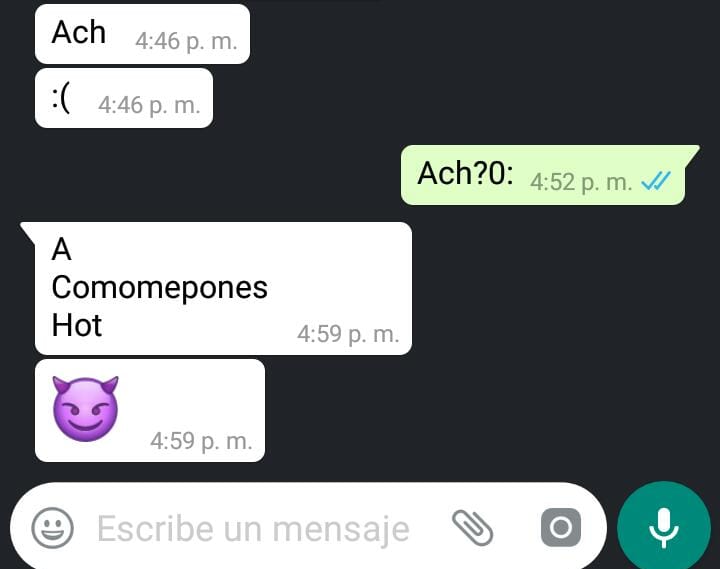 Ach 4:46 p. m.
:( 4:46 p. m.
Ach?0: 4:52 p. m.
A
Comomepones
Hot 4:59 p. m.
😈 4:59 p. m.
Escribe un mensaje